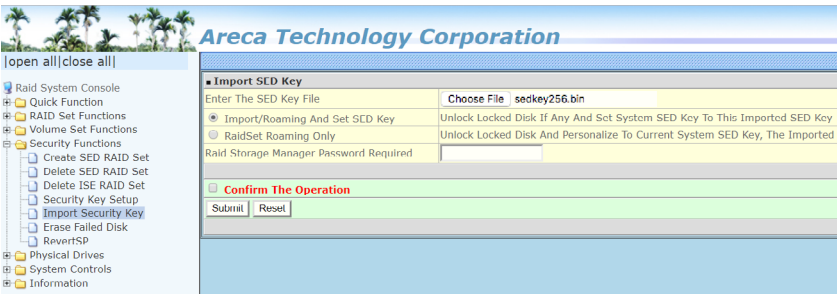 Areca Technology Corporation
|open all|close all|
Raid System Console
Quick Function
RAID Set Functions
Volume Set Functions
Security Functions
Create SED RAID Set
Delete SED RAID Set
Delete ISE RAID Set
Security Key Setup
Import Security Key
Erase Failed Disk
RevertSP
Physical Drives
System Controls
Information
Import SED Key
Enter The SED Key File Choose File sedkey256.bin
Import/Roaming And Set SED Key Unlock Locked Disk If Any And Set System SED Key To This Imported SED Key
RaidSet Roaming Only Unlock Locked Disk And Personalize To Current System SED Key, The Imported
Raid Storage Manager Password Required
Confirm The Operation
Submit Reset